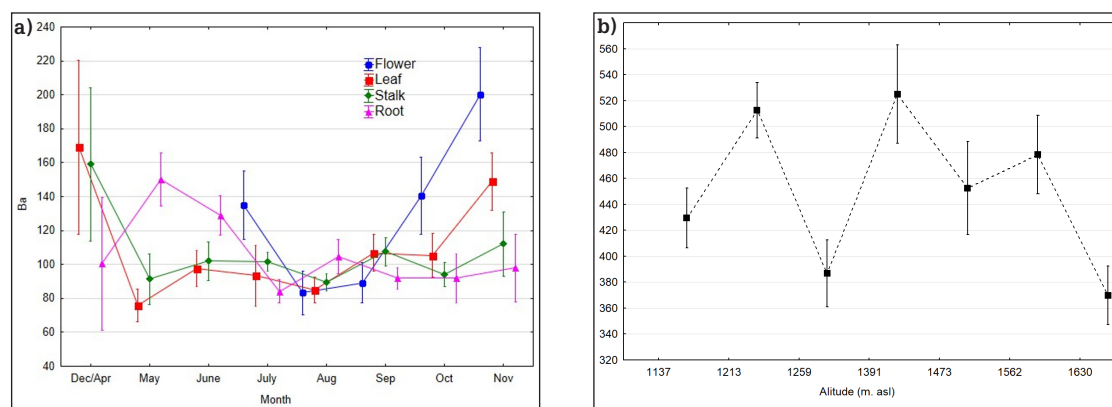 a)
240
220
200
180
160
140
120
100
80
60
40
Ba
Flower
Leaf
Stalk
Root
Dec/Apr May June July Aug Sep Oct Nov
Month
b)
560
540
520
500
480
460
440
420
400
380
360
340
320
1137 1213 1259 1391 1473 1562 1630
Alitude (m. asl)